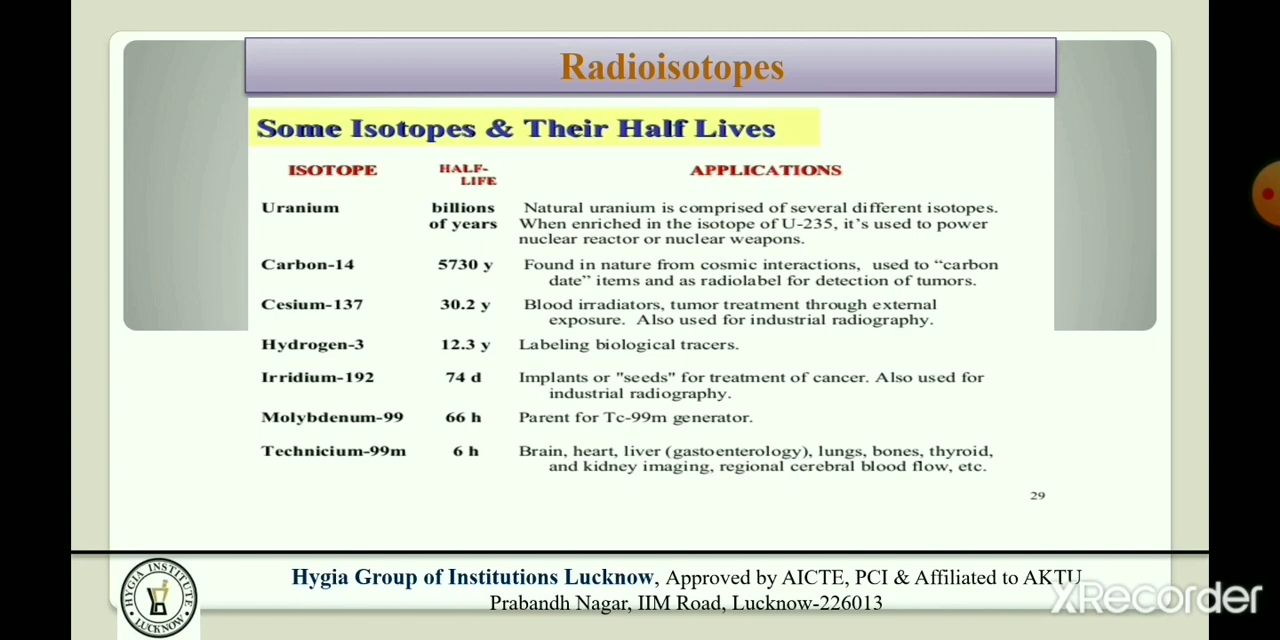 Radioisotopes
Some Isotopes & Their Half Lives
ISOTOPE HALF-LIFE APPLICATIONS
Uranium billions Natural uranium is comprised of several different isotopes.
of years When enriched in the isotope of U-235, it's used to power
nuclear reactor or nuclear weapons.
Carbon-14 5730 y Found in nature from cosmic interactions, used to “carbon
date” items and as radiolabel for detection of tumors.
Cesium-137 30.2 y Blood irradiators, tumor treatment through external
exposure. Also used for industrial radiography.
Hydrogen-3 12.3 y Labeling biological tracers.
Irridium-192 74 d Implants or "seeds" for treatment of cancer. Also used for
industrial radiography.
Molybdenum-99 66 h Parent for Tc-99m generator.
Technicium-99m 6 h Brain, heart, liver (gastoenterology), lungs, bones, thyroid,
and kidney imaging, regional cerebral blood flow, etc.
29
Hygia Group of Institutions Lucknow, Approved by AICTE, PCI & Affiliated to AKTU
Prabandh Nagar, IIM Road, Lucknow-226013
HYGIA INSTITUTE
LUCKNOW
XRecorder